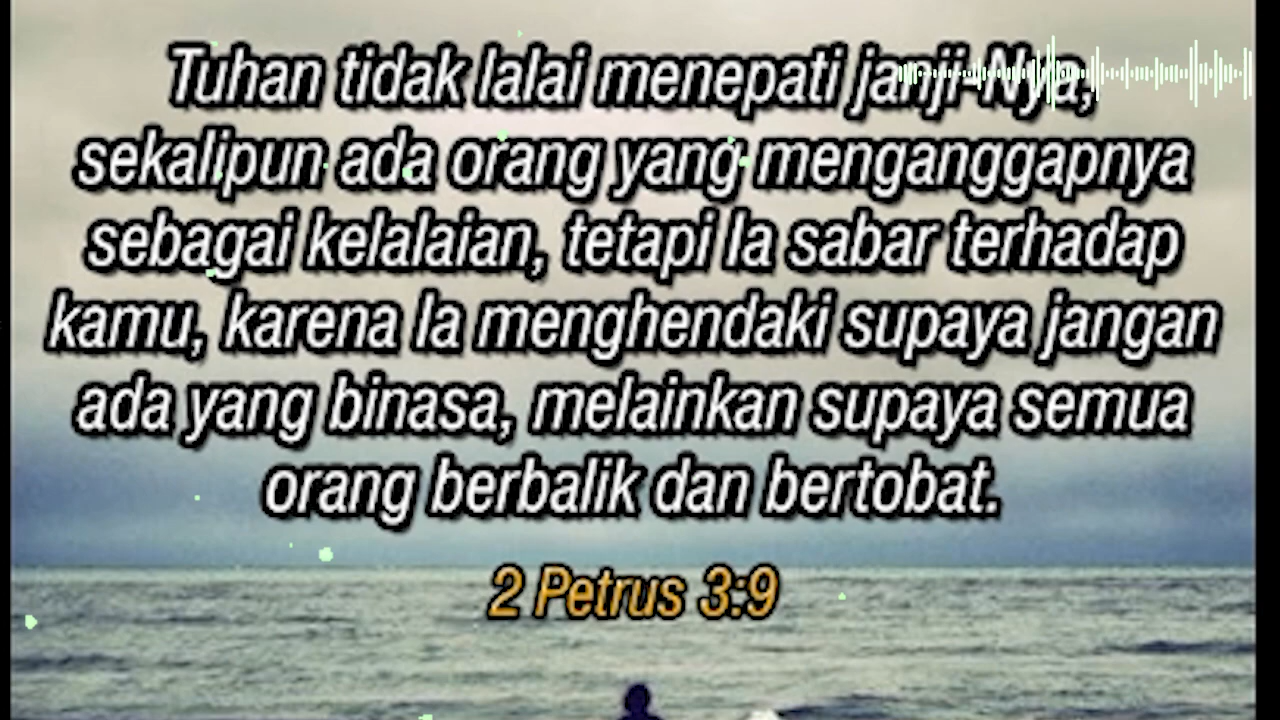 Tuhan tidak lalai menepati janji-Nya,
sekalipun ada orang yang menganggapnya
sebagai kelalaian, tetapi Ia sabar terhadap
kamu, karena Ia menghendaki supaya jangan
ada yang binasa, melainkan supaya semua
orang berbalik dan bertobat.
2 Petrus 3:9